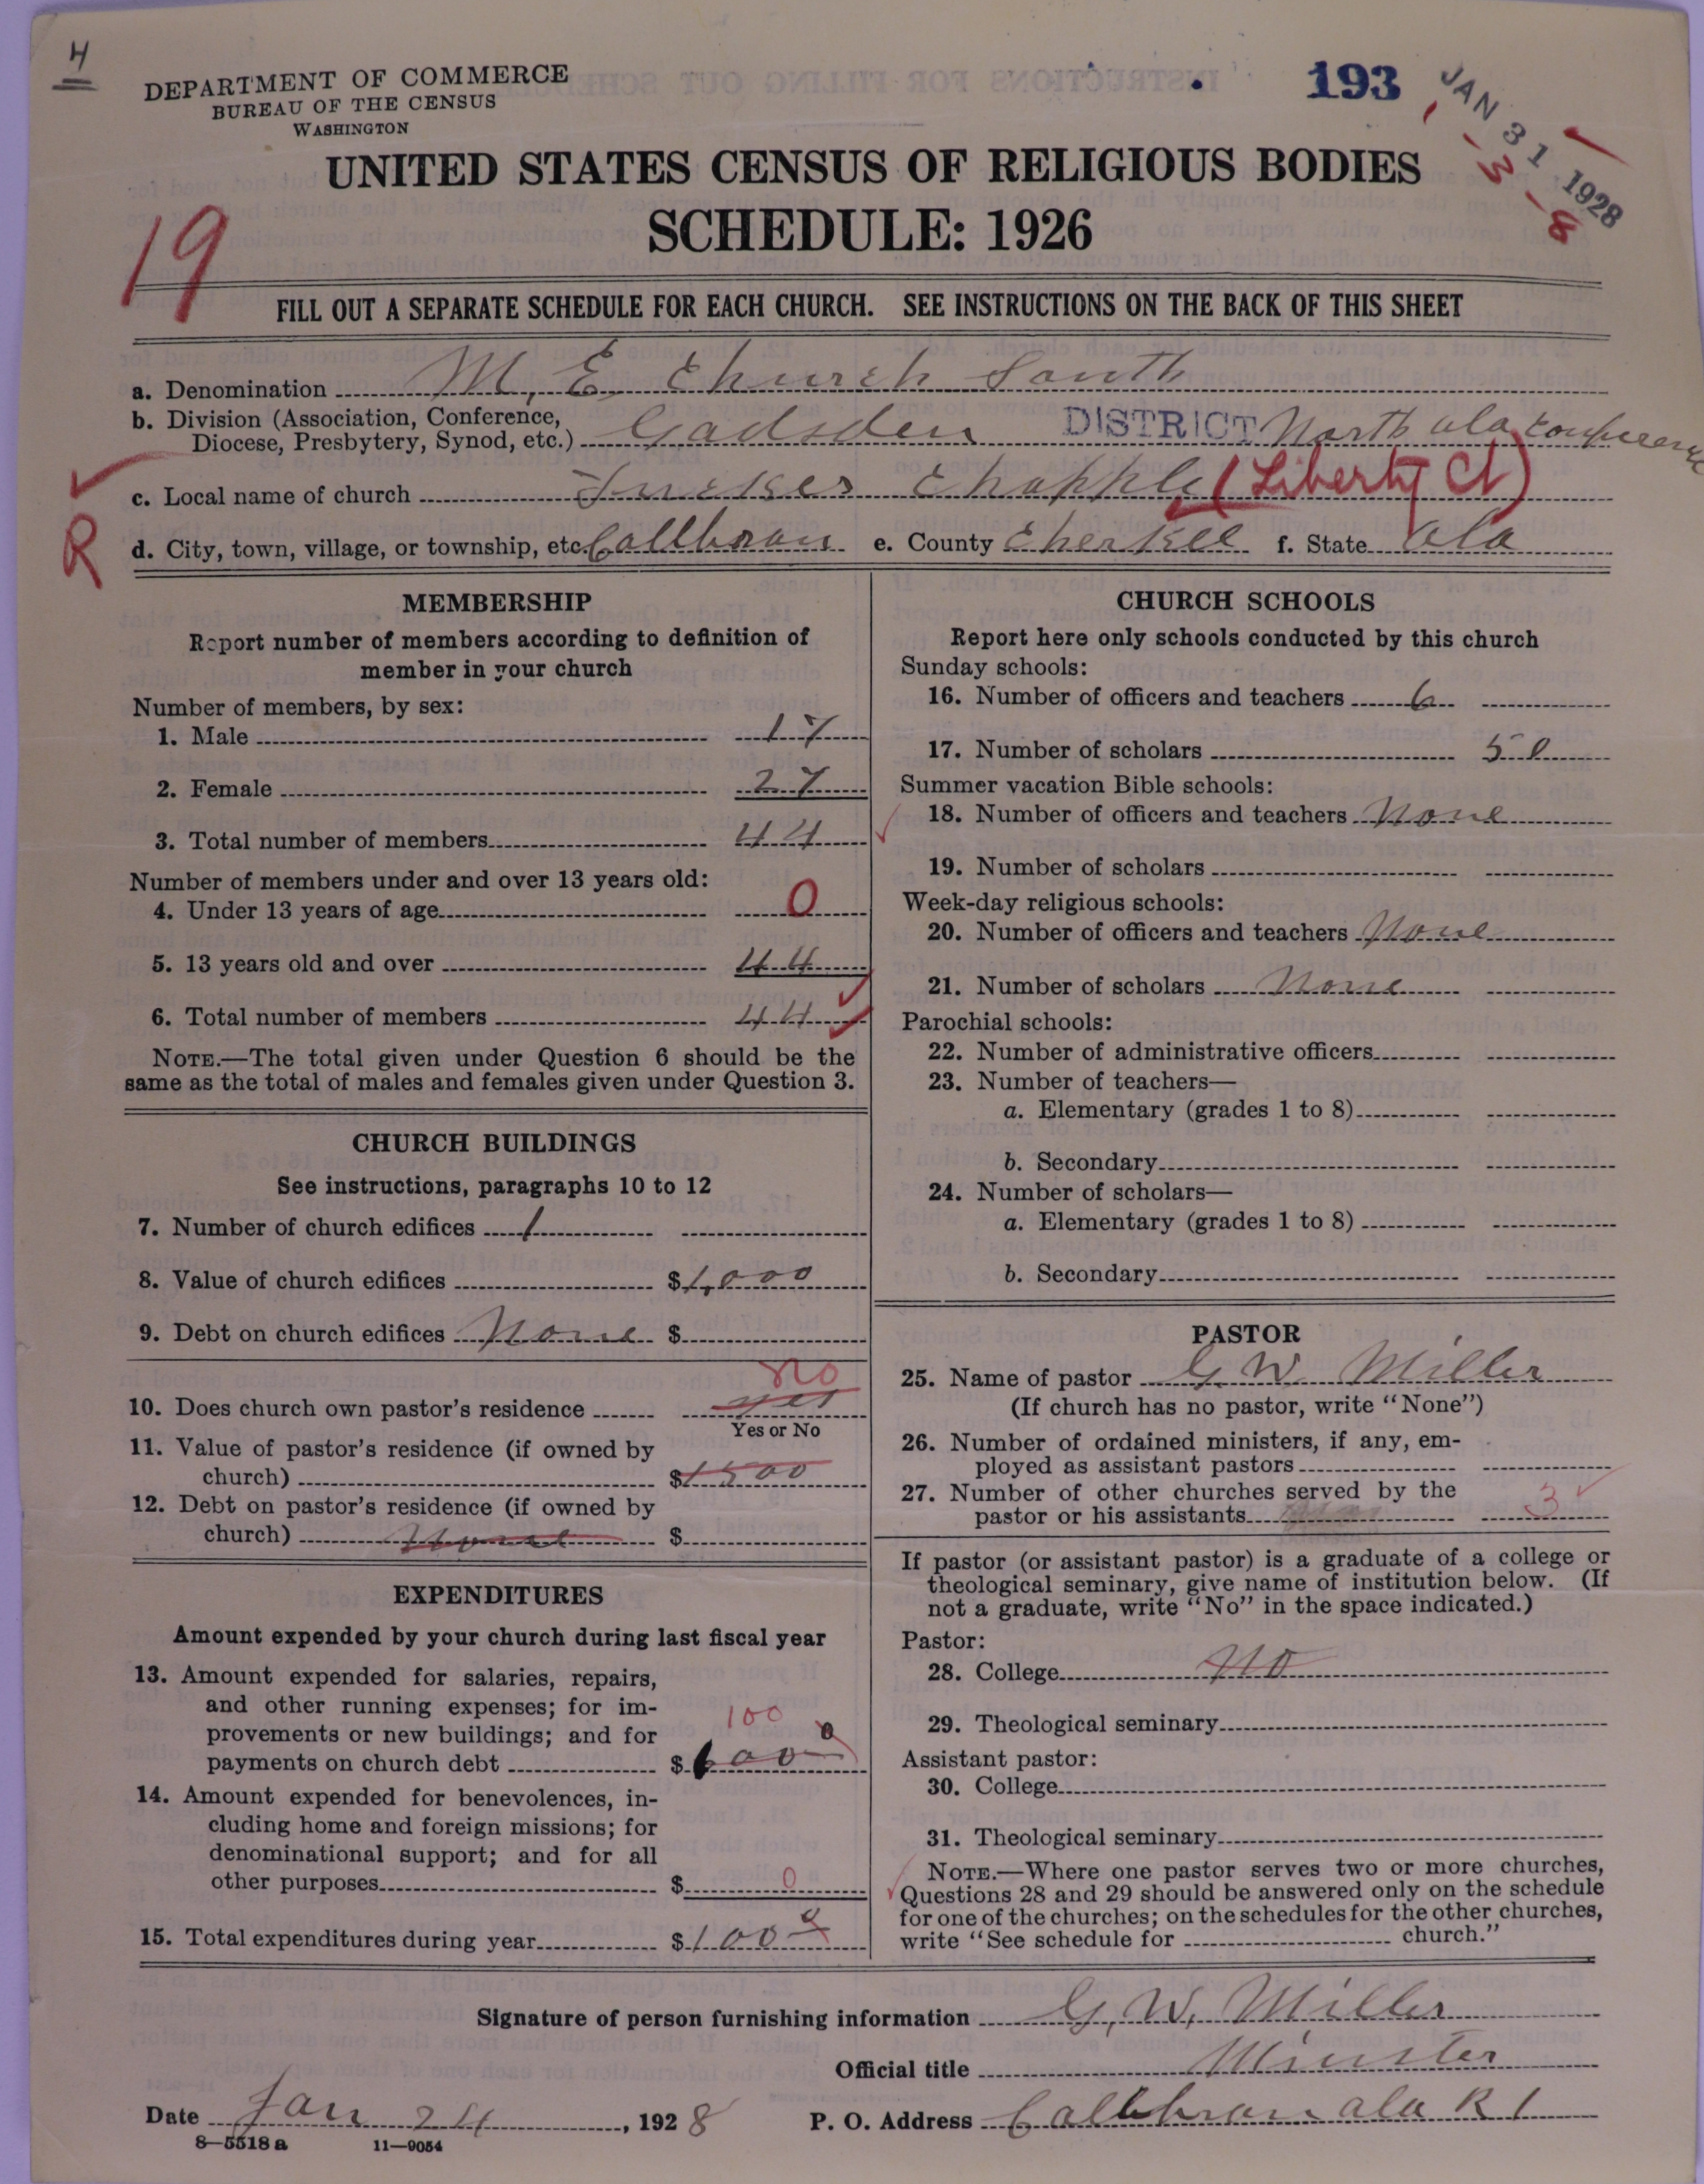 4
DEPARTMENT OF COMMERCE
BUREAU OF THE CENSUS
WASHINGTON
193
JAN 31 1928
1-3-8
UNITED STATES CENSUS OF RELIGIOUS BODIES
SCHEDULE: 1926
19
FILL OUT A SEPARATE SCHEDULE FOR EACH CHURCH. SEE INSTRUCTIONS ON THE BACK OF THIS SHEET
a. Denomination M. E. Church South
b. Division (Association, Conference,
Diocese, Presbytery, Synod, etc.) Gadsden DISTRICT North Ala Conference
c. Local name of church Chapple (Liberty Ct)
R
d. City, town, village, or township, etc. e. County Cherkee f. State Ala
MEMBERSHIP
Report number of members according to definition of
member in your church
Number of members, by sex:
1. Male 17
2. Female 27
3. Total number of members 44
Number of members under and over 13 years old:
4. Under 13 years of age 0
5. 13 years old and over 44
6. Total number of members 44
NOTE.—The total given under Question 6 should be the
same as the total of males and females given under Question 3.
CHURCH BUILDINGS
See instructions, paragraphs 10 to 12
7. Number of church edifices 1
8. Value of church edifices $1,000
9. Debt on church edifices None $
no
10. Does church own pastor's residence yes
Yes or No
11. Value of pastor's residence (if owned by
church) $1500
12. Debt on pastor's residence (if owned by
church) None $
EXPENDITURES
Amount expended by your church during last fiscal year
13. Amount expended for salaries, repairs,
and other running expenses; for im-
provements or new buildings; and for
100
payments on church debt $
14. Amount expended for benevolences, in-
cluding home and foreign missions; for
denominational support; and for all
other purposes $ 0
15. Total expenditures during year $100
CHURCH SCHOOLS
Report here only schools conducted by this church
Sunday schools:
16. Number of officers and teachers 6
17. Number of scholars 50
Summer vacation Bible schools:
18. Number of officers and teachers None
19. Number of scholars
Week-day religious schools:
20. Number of officers and teachers None
21. Number of scholars None
Parochial schools:
22. Number of administrative officers
23. Number of teachers—
a. Elementary (grades 1 to 8)
b. Secondary
24. Number of scholars—
a. Elementary (grades 1 to 8)
b. Secondary
PASTOR
25. Name of pastor G. W. Miller
(If church has no pastor, write "None")
26. Number of ordained ministers, if any, em-
ployed as assistant pastors
27. Number of other churches served by the
pastor or his assistants 3
If pastor (or assistant pastor) is a graduate of a college or
theological seminary, give name of institution below. (If
not a graduate, write "No" in the space indicated.)
Pastor:
28. College no
29. Theological seminary
Assistant pastor:
30. College
31. Theological seminary
NOTE.—Where one pastor serves two or more churches,
Questions 28 and 29 should be answered only on the schedule
for one of the churches; on the schedules for the other churches,
write "See schedule for church."
Signature of person furnishing information G. W. Miller
Official title Minister
Date Jan 24, 1928 P. O. Address Ala R 1
8—5518 a 11—9054